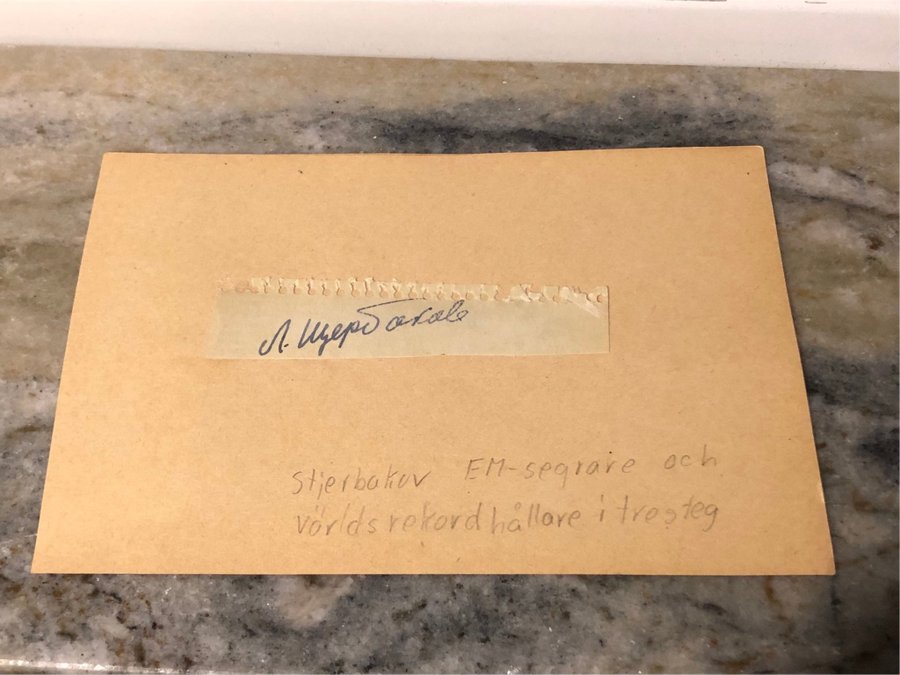 Л. Щербаков
Stjerbakov EM-segrare och
världsrekordhållare i tresteg